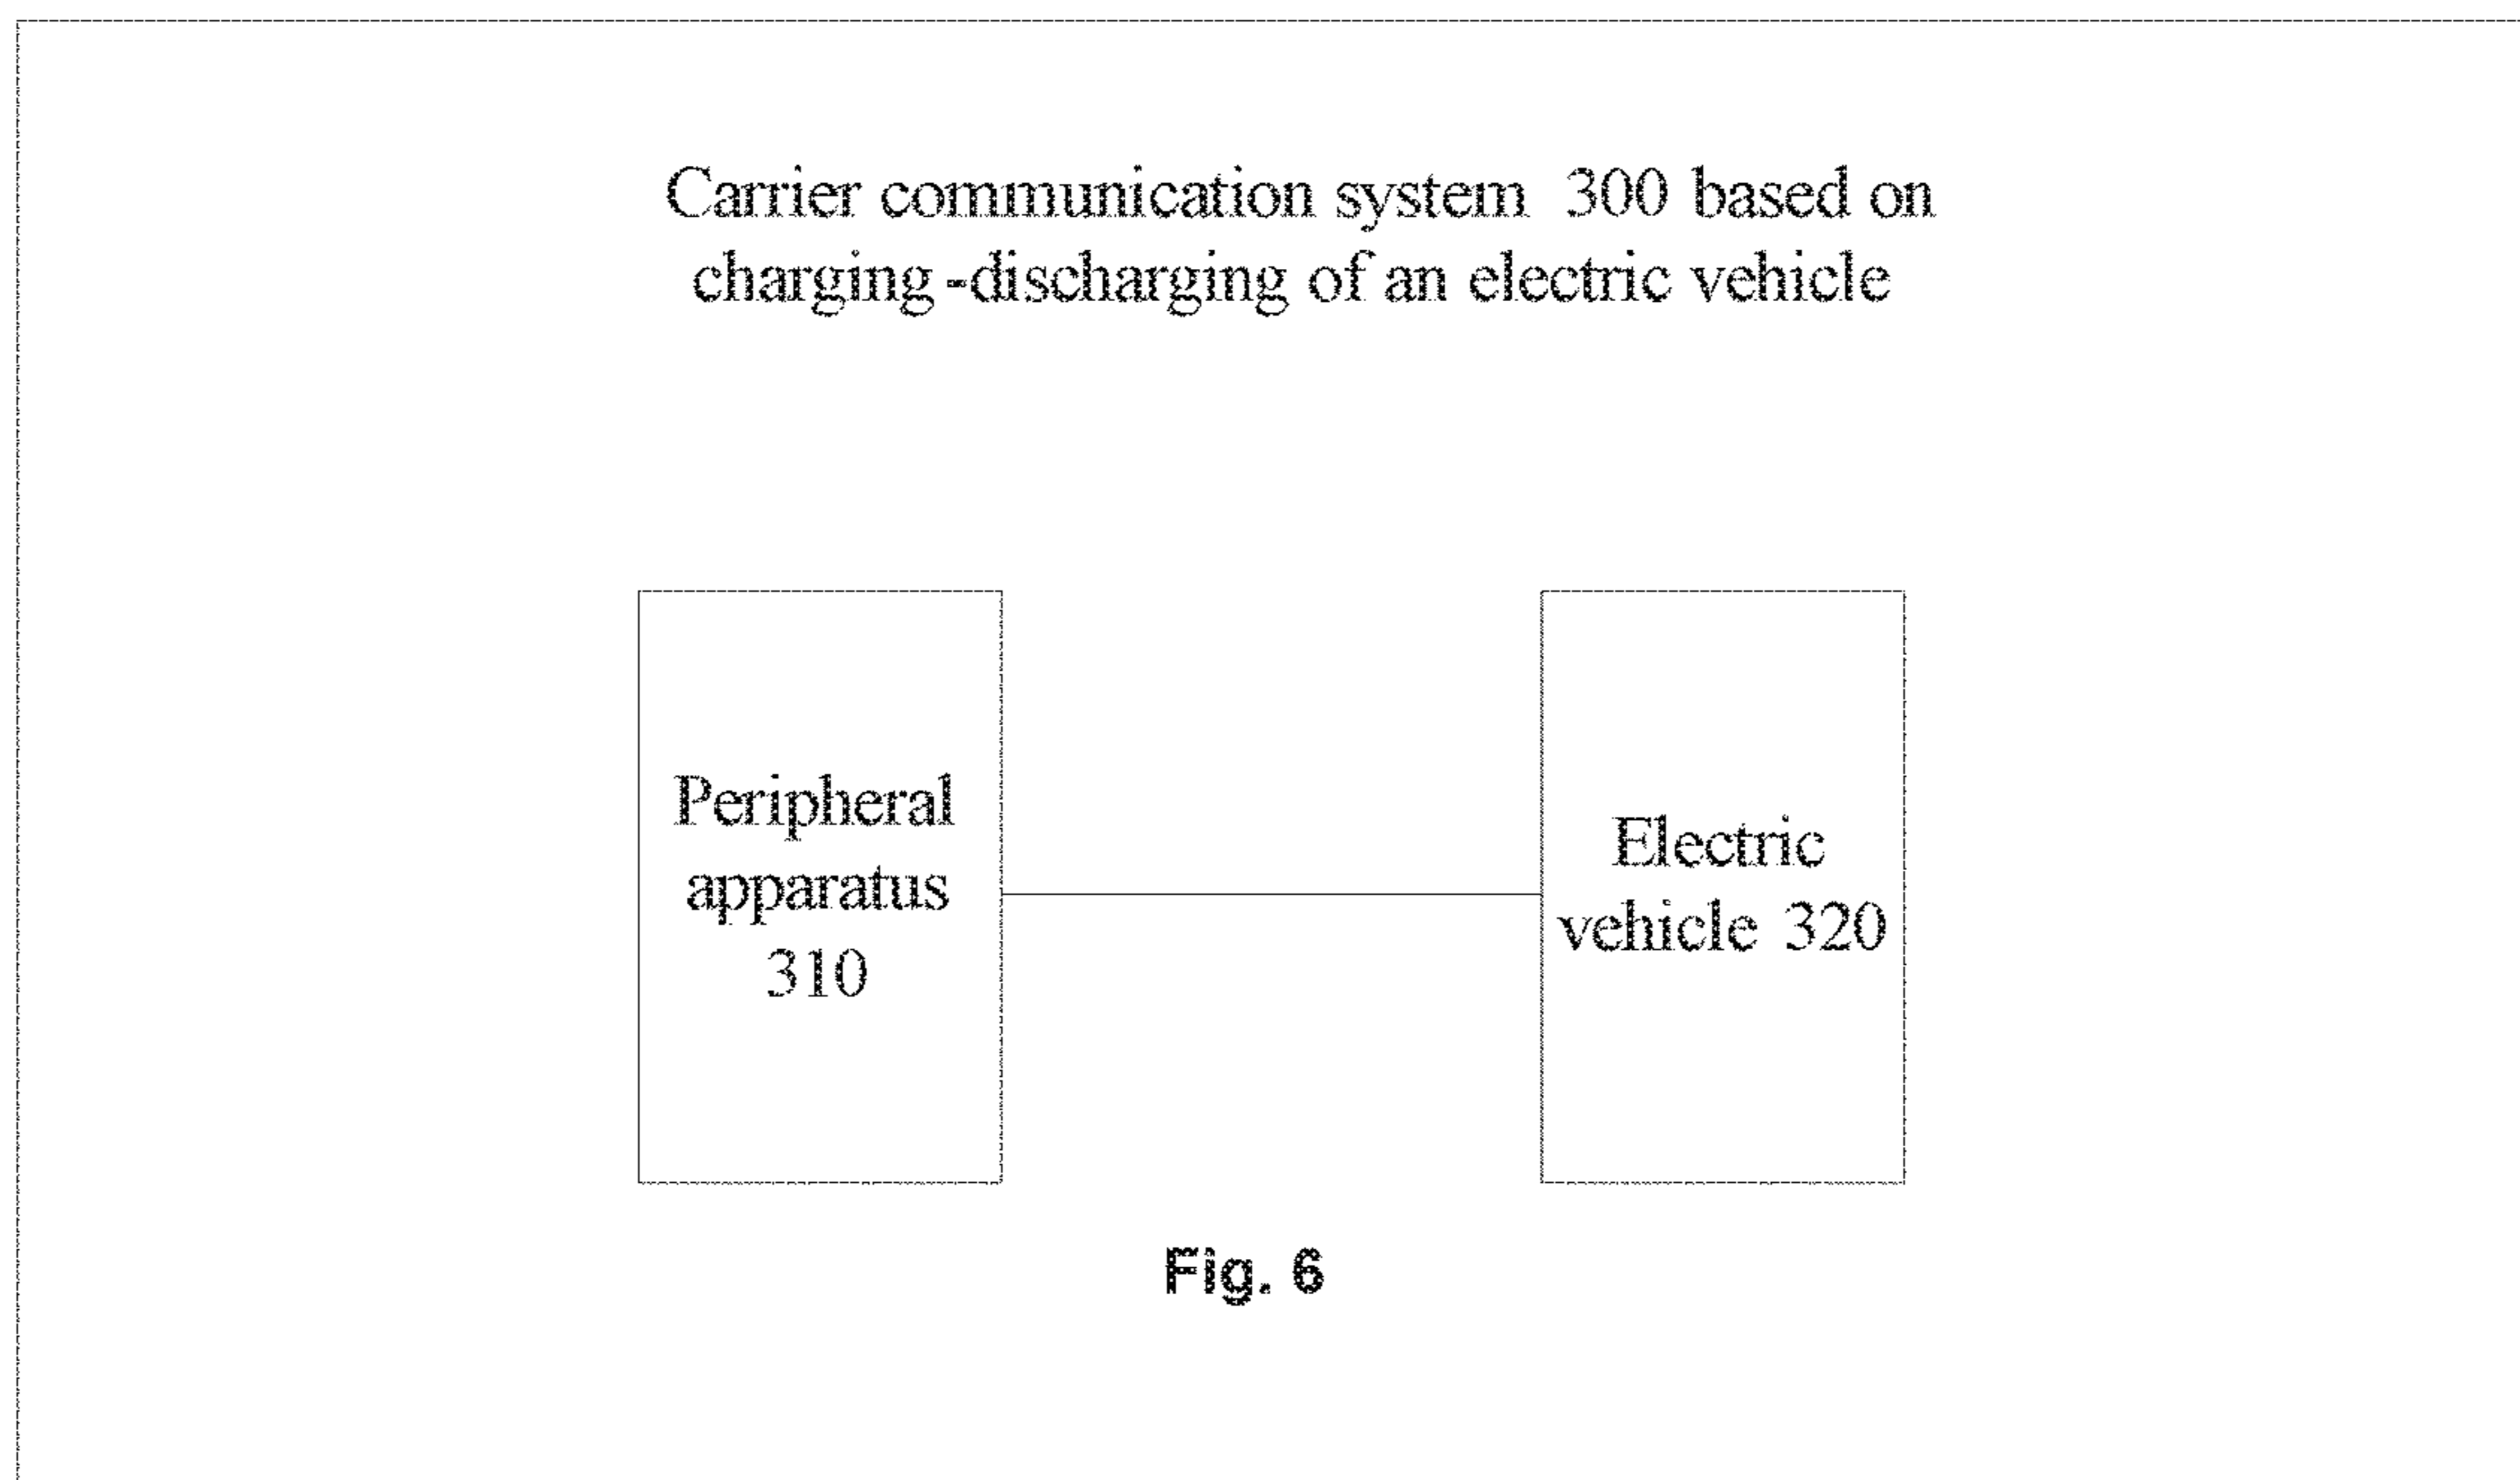 Carrier communication system 300 based on
charging-discharging of an electric vehicle
Peripheral
apparatus
310
Electric
vehicle 320
Fig. 6